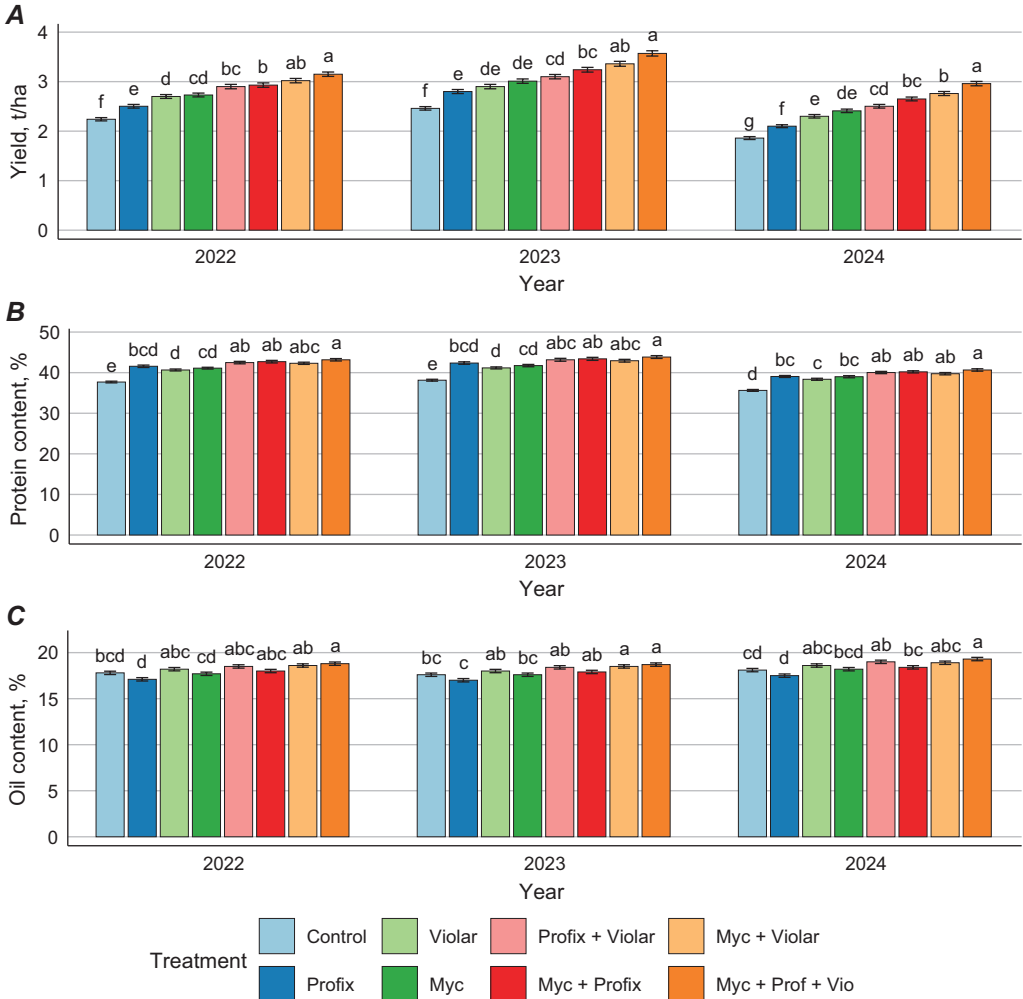 A
Yield, t/ha
4
3
2
1
0
f e d cd bc b ab a
f e de de cd bc ab a
g f e de cd bc b a
2022 2023 2024
Year
B
Protein content, %
50
40
30
20
10
0
e bcd d cd ab ab abc a
e bcd d cd abc ab abc a
d bc c bc ab ab ab a
2022 2023 2024
Year
C
Oil content, %
20
15
10
5
0
bcd d abc cd abc abc ab a
bc c ab bc ab ab a a
cd d abc bcd ab bc abc a
2022 2023 2024
Year
Treatment
Control Violar Profix + Violar Myc + Violar
Profix Myc Myc + Profix Myc + Prof + Vio